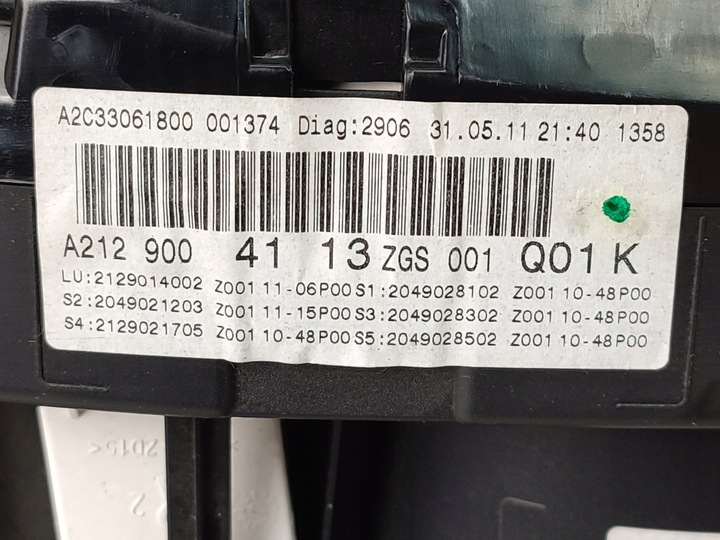 A2C33061800 001374 Diag:2906 31.05.11 21:40 1358
A212 900 41 13 ZGS 001 Q01 K
LU:2129014002 Z001 11-06P00 S1:2049028102 Z001 10-48P00
S2:2049021203 Z001 11-15P00 S3:2049028302 Z001 10-48P00
S4:2129021705 Z001 10-48P00 S5:2049028502 Z001 10-48P00